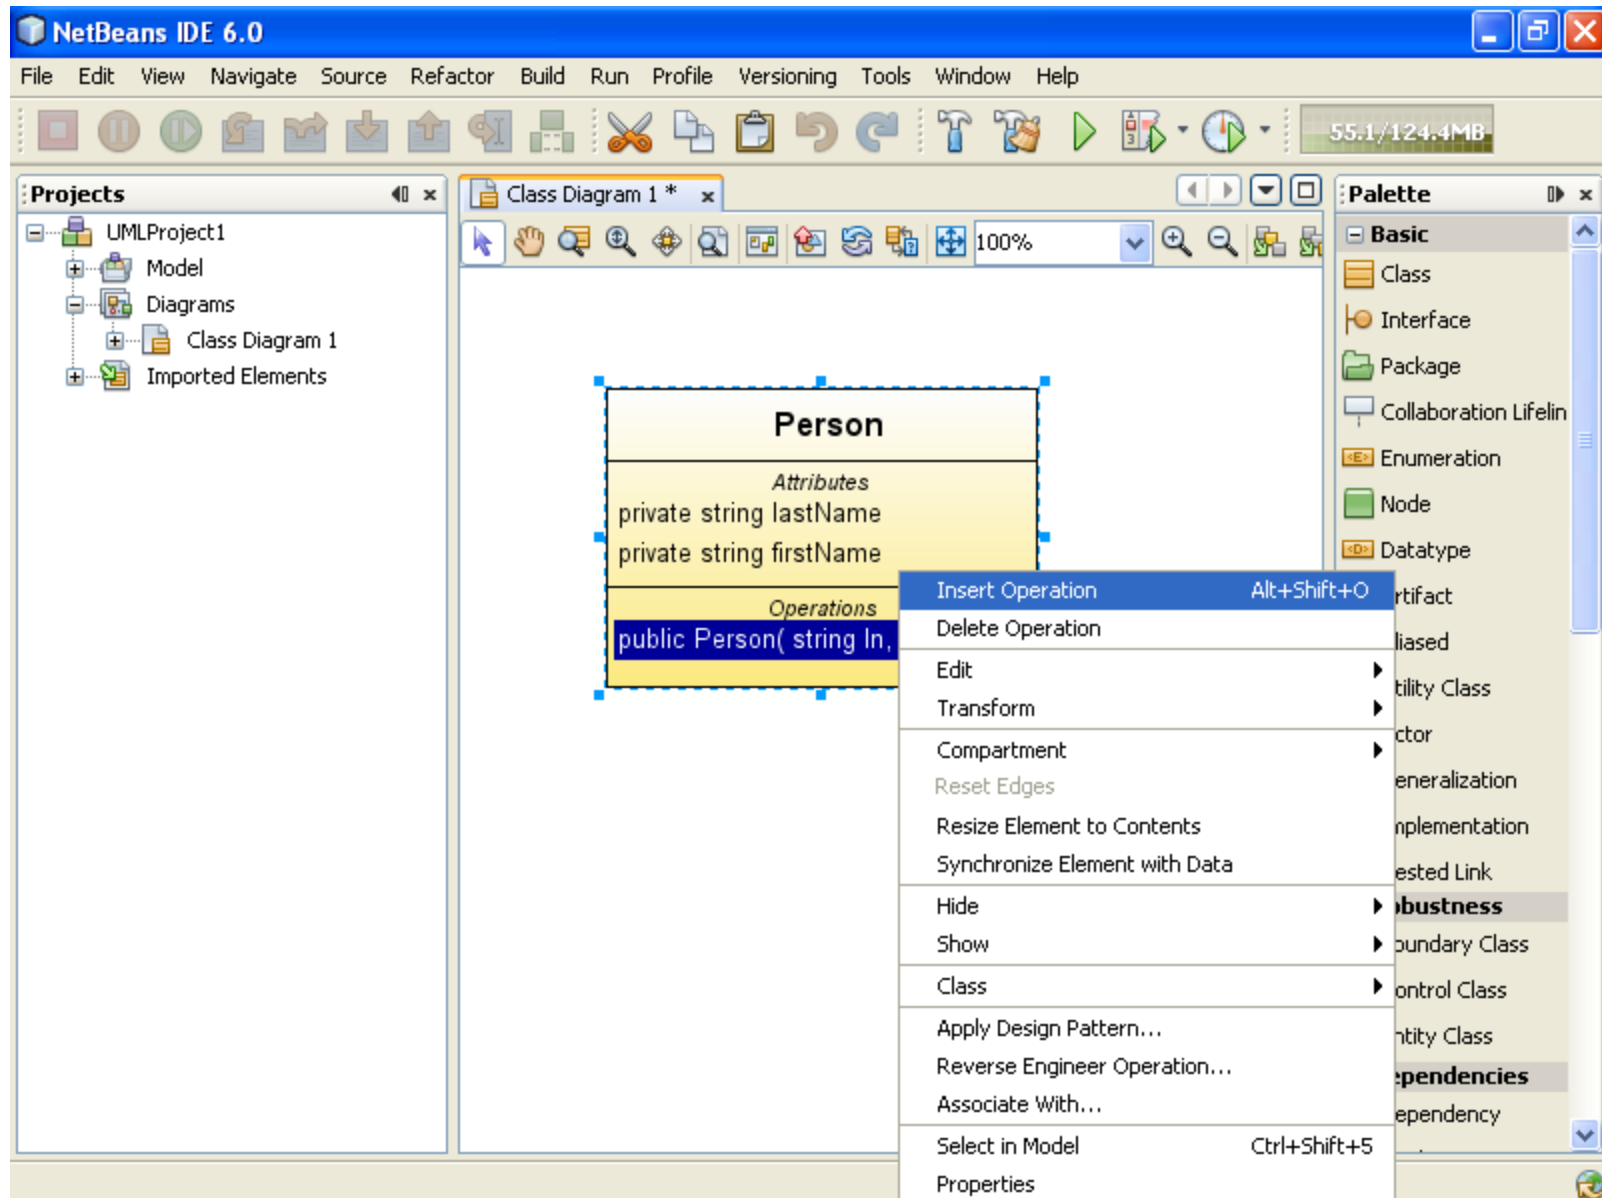 NetBeans IDE 6.0
File Edit View Navigate Source Refactor Build Run Profile Versioning Tools Window Help
55.1/124.4MB
Projects
UMLProject1
Model
Diagrams
Class Diagram 1
Imported Elements
Class Diagram 1 *
100%
Person
Attributes
private string lastName
private string firstName
Operations
public Person( string ln,
Insert Operation Alt+Shift+O
Delete Operation
Edit
Transform
Compartment
Reset Edges
Resize Element to Contents
Synchronize Element with Data
Hide
Show
Class
Apply Design Pattern...
Reverse Engineer Operation...
Associate With...
Select in Model Ctrl+Shift+5
Properties
Palette
Basic
Class
Interface
Package
Collaboration Lifelin
Enumeration
Node
Datatype
rtifact
liased
tility Class
ctor
eneralization
mplementation
ested Link
obustness
oundary Class
ontrol Class
ntity Class
ependencies
ependency